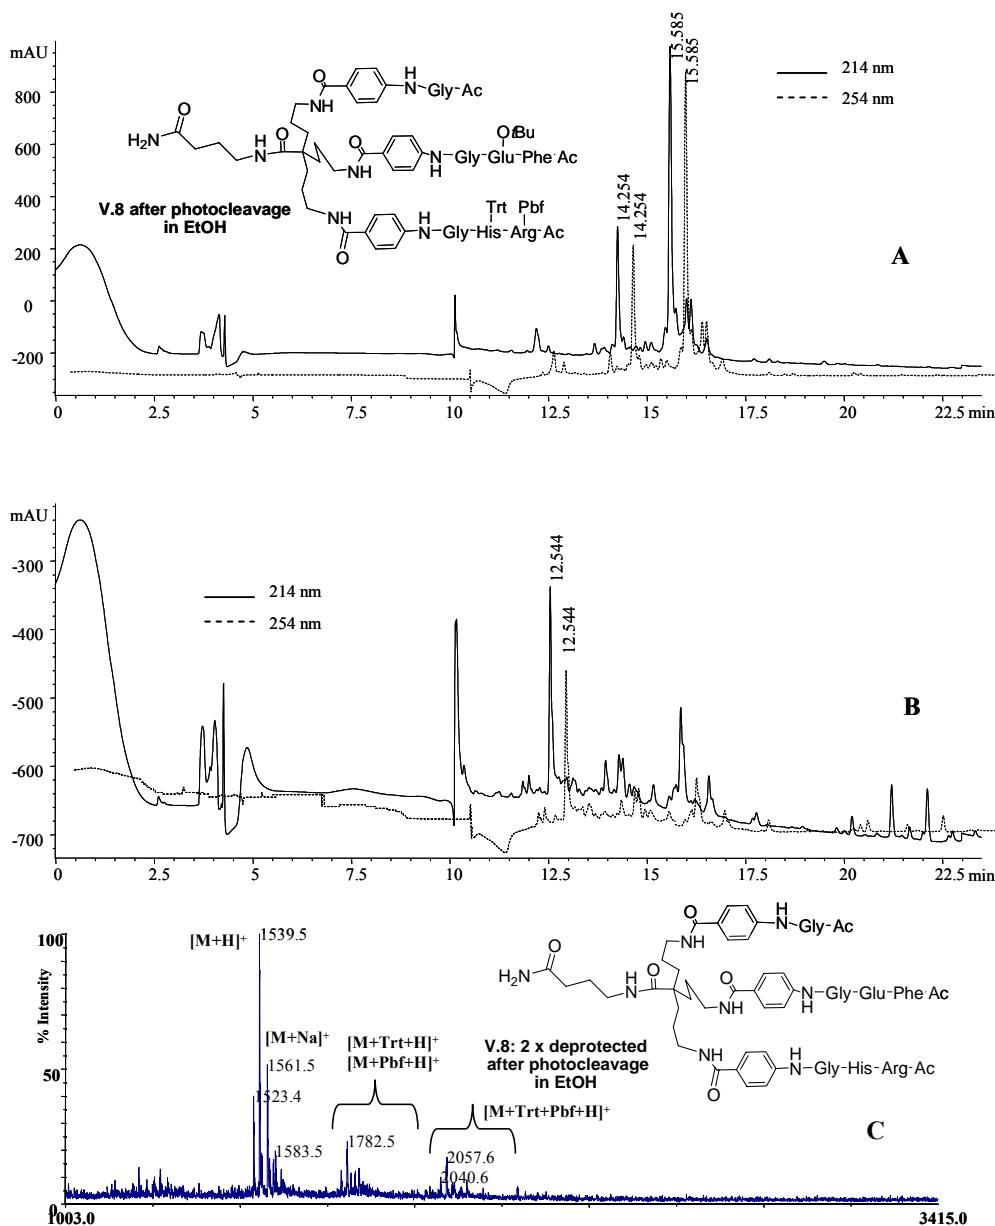 mAU
800
600
400
200
0
-200
0 2.5 5 7.5 10 12.5 15 17.5 20 22.5 min
14.254
14.254
15.585
15.585
214 nm
254 nm
A
O
H
N Gly-Ac
NH
O
H2N
O
H
N
O
NH
OtBu
N
H
Gly-Glu-Phe Ac
Trt Pbf
NH
H
N Gly-His-Arg-Ac
O
V.8 after photocleavage
in EtOH
mAU
-300
-400
-500
-600
-700
0 2.5 5 7.5 10 12.5 15 17.5 20 22.5 min
214 nm
254 nm
12.544
12.544
B
100
50
0
% Intensity
1003.0 3415.0
[M+H]+
1539.5
[M+Na]+
1561.5
1523.4
1583.5
[M+Trt+H]+
[M+Pbf+H]+
1782.5
[M+Trt+Pbf+H]+
2057.6
2040.6
O
H
N Gly-Ac
NH
O
H2N
H
N
O
O
NH
N
H
Gly-Glu-Phe Ac
NH
H
N Gly-His-Arg-Ac
O
V.8: 2 x deprotected
after photocleavage
in EtOH
C